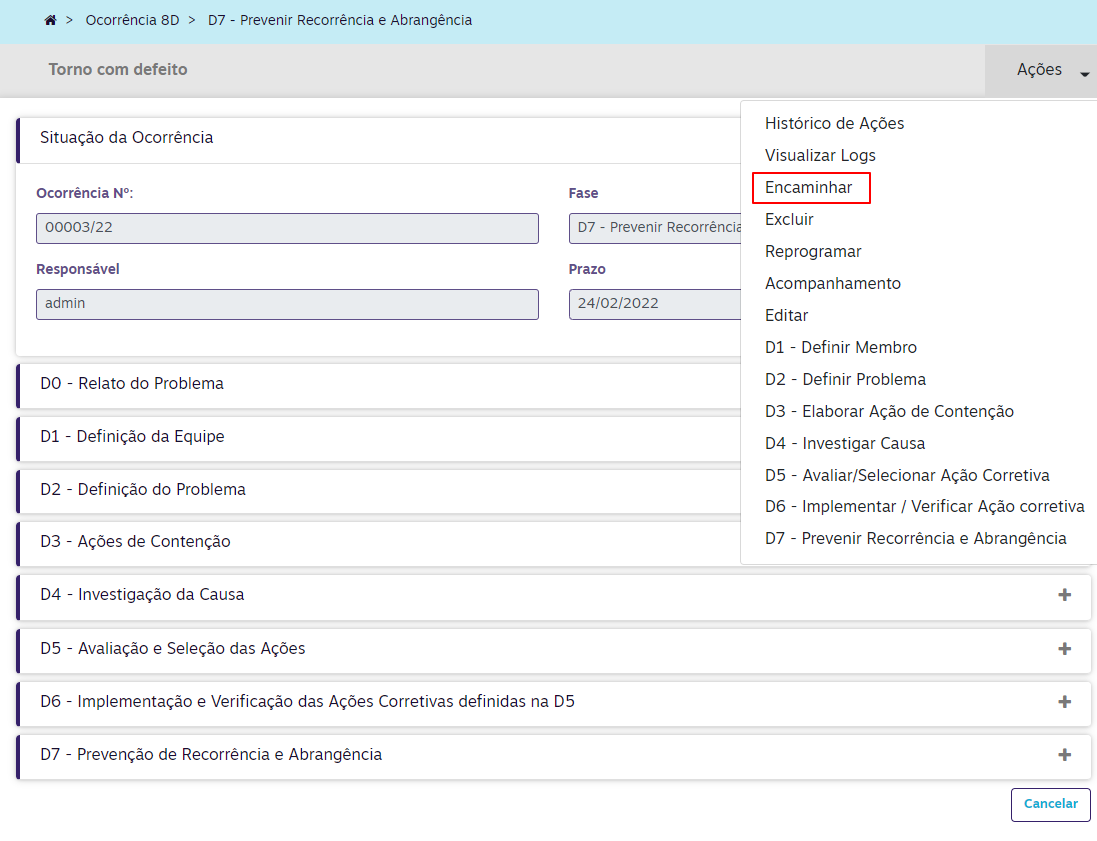 > Ocorrência 8D > D7 - Prevenir Recorrência e Abrangência
Torno com defeito
Ações
Histórico de Ações
Visualizar Logs
Encaminhar
Excluir
Reprogramar
Acompanhamento
Editar
D1 - Definir Membro
D2 - Definir Problema
D3 - Elaborar Ação de Contenção
D4 - Investigar Causa
D5 - Avaliar/Selecionar Ação Corretiva
D6 - Implementar / Verificar Ação corretiva
D7 - Prevenir Recorrência e Abrangência
Situação da Ocorrência
Ocorrência Nº:
00003/22
Fase
D7 - Prevenir Recorrência
Responsável
admin
Prazo
24/02/2022
D0 - Relato do Problema
D1 - Definição da Equipe
D2 - Definição do Problema
D3 - Ações de Contenção
D4 - Investigação da Causa
D5 - Avaliação e Seleção das Ações
D6 - Implementação e Verificação das Ações Corretivas definidas na D5
D7 - Prevenção de Recorrência e Abrangência
Cancelar